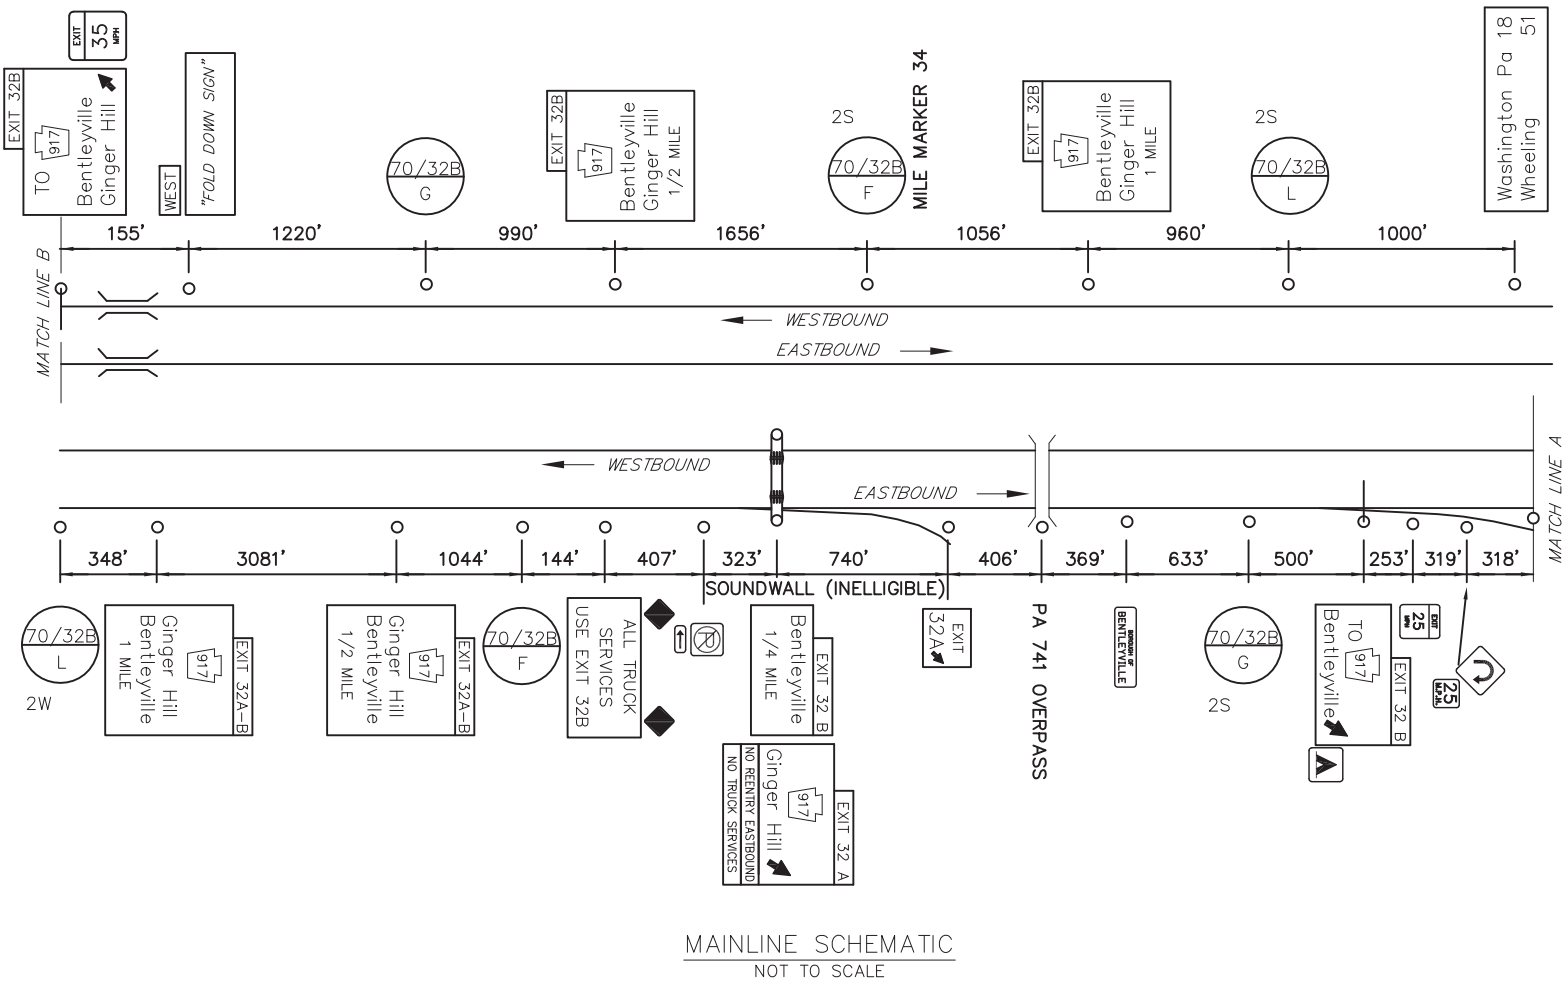 EXIT
35
MPH
EXIT 32B
TO 917
Bentleyville
Ginger Hill
WEST
"FOLD DOWN SIGN"
70/32B
G
EXIT 32B
917
Bentleyville
Ginger Hill
1/2 MILE
2S
70/32B
F
MILE MARKER 34
EXIT 32B
917
Bentleyville
Ginger Hill
1 MILE
2S
70/32B
L
Washington Pa 18
Wheeling 51
155' 1220' 990' 1656' 1056' 960' 1000'
MATCH LINE B
WESTBOUND
EASTBOUND
WESTBOUND
EASTBOUND
MATCH LINE A
348' 3081' 1044' 144' 407' 323' 740' 406' 369' 633' 500' 253' 319' 318'
SOUNDWALL (INELLIGIBLE)
70/32B
L
2W
EXIT 32A-B
917
Ginger Hill
Bentleyville
1 MILE
EXIT 32A-B
917
Ginger Hill
Bentleyville
1/2 MILE
70/32B
F
ALL TRUCK
SERVICES
USE EXIT 32B
P
EXIT 32 B
Bentleyville
1/4 MILE
EXIT 32 A
917
Ginger Hill
NO REENTRY EASTBOUND
NO TRUCK SERVICES
EXIT
32A
PA 741 OVERPASS
BOROUGH OF
BENTLEYVILLE
70/32B
G
2S
EXIT
25
MPH
EXIT 32 B
TO 917
Bentleyville
25
M.P.H.
MAINLINE SCHEMATIC
NOT TO SCALE